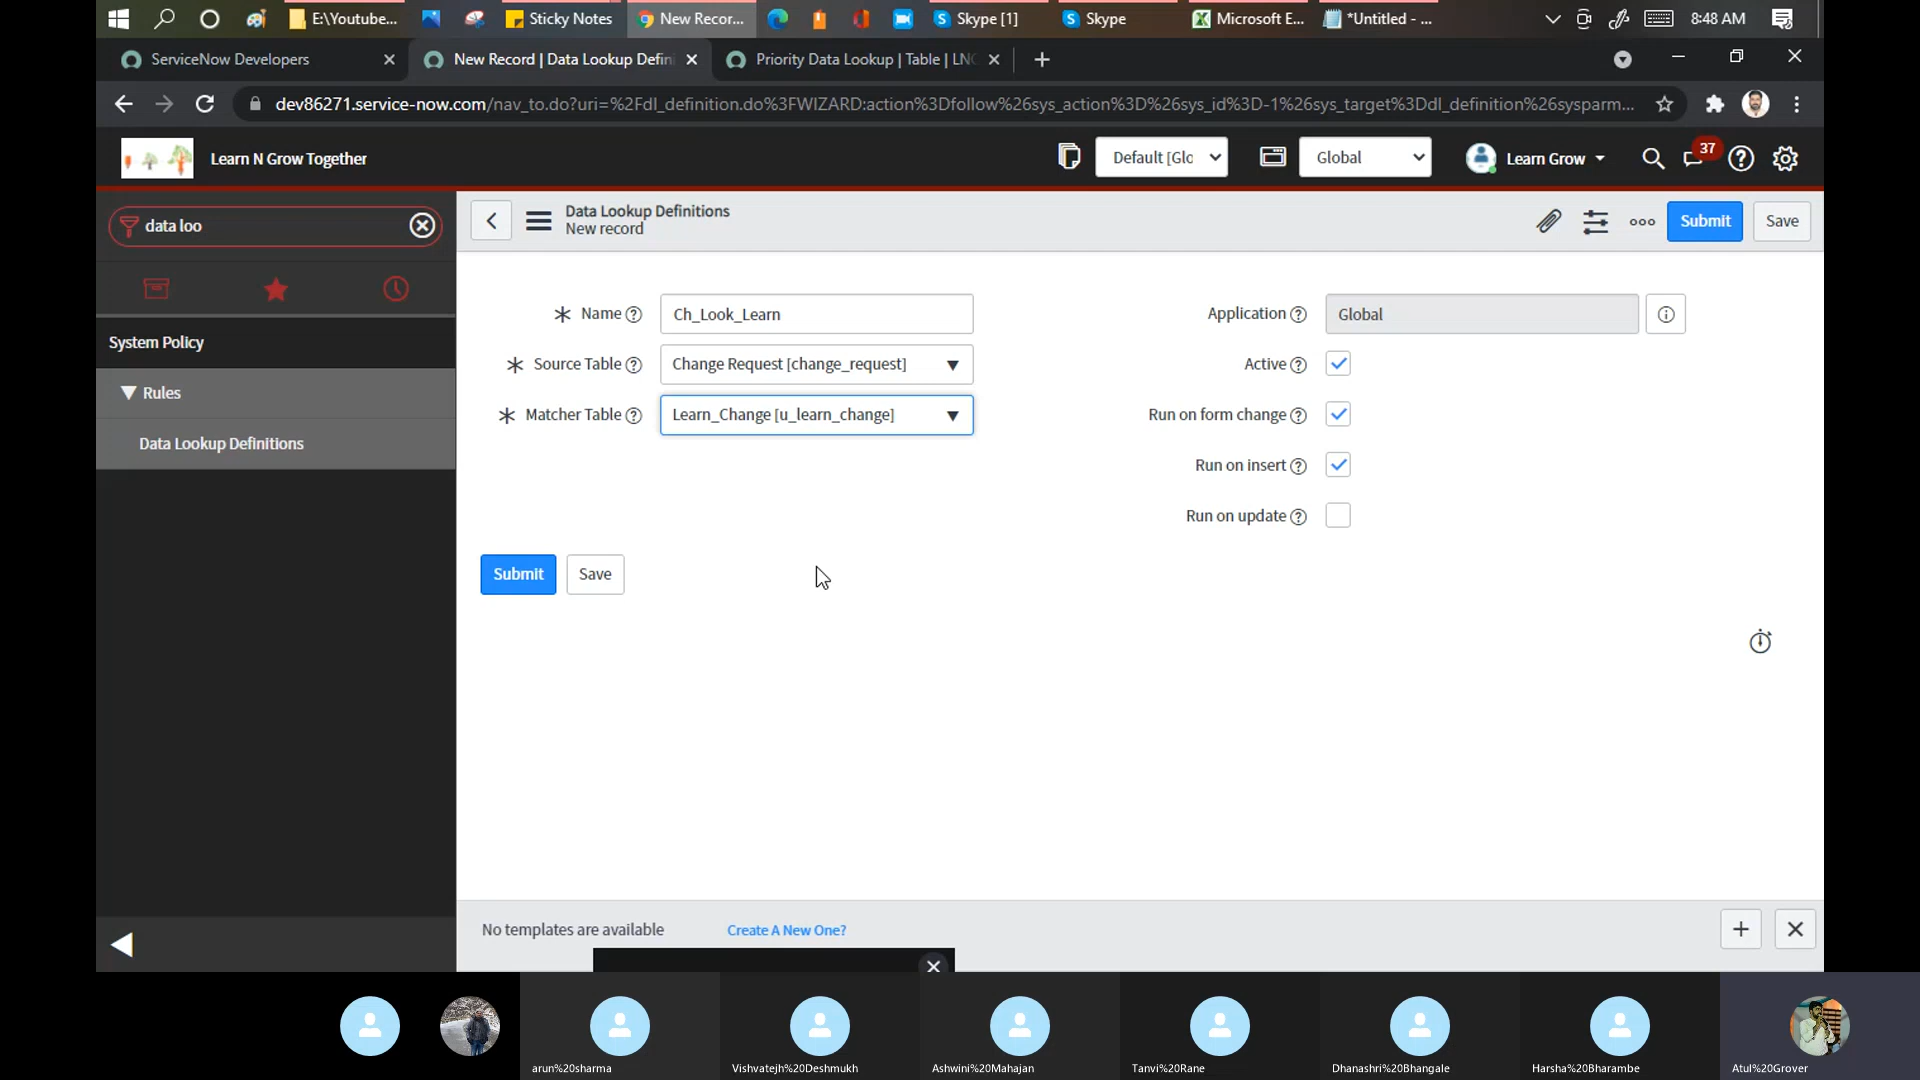 E:\Youtube...
Sticky Notes
New Recor...
Skype [1]
Skype
Microsoft E...
*Untitled - ...
8:48 AM
ServiceNow Developers
New Record | Data Lookup Defin
Priority Data Lookup | Table | LNG
dev86271.service-now.com/nav_to.do?uri=%2Fdl_definition.do%3FWIZARD:action%3Dfollow%26sys_action%3D%26sys_id%3D-1%26sys_target%3Ddl_definition%26sysparm...
Learn N Grow Together
Default [Glo
Global
Learn Grow
37
data loo
Data Lookup Definitions
New record
Submit
Save
System Policy
Rules
Data Lookup Definitions
Name
Ch_Look_Learn
Application
Global
Source Table
Change Request [change_request]
Active
Matcher Table
Learn_Change [u_learn_change]
Run on form change
Run on insert
Run on update
Submit
Save
No templates are available
Create A New One?
arun%20sharma
Vishvatejh%20Deshmukh
Ashwini%20Mahajan
Tanvi%20Rane
Dhanashri%20Bhangale
Harsha%20Bharambe
Atul%20Grover